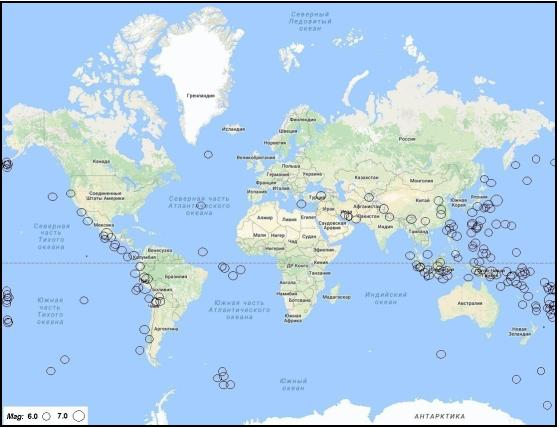 Северный
Ледовитый
океан
Гренландия
Исландия
Финляндия
Швеция
Норвегия
Россия
Великобритания
Польша
Германия
Украина
Франция
Италия
Испания
Казахстан
Монголия
Канада
Соединенные
Штаты Америки
Северная часть
Атлантического
океана
Турция
Ирак
Афганистан
Пакистан
Китай
Южная
Корея
Япония
Алжир
Ливия
Египет
Саудовская
Аравия
Индия
Таиланд
Мексика
Северная
часть
Тихого
океана
Мали
Нигер
Чад
Судан
Нигерия
Эфиопия
Венесуэла
Колумбия
ДР Конго
Кения
Танзания
Бразилия
Боливия
Ангола
Намибия
Ботсвана
Мадагаскар
Южная
Африка
Южная
часть
Тихого
океана
Южная часть
Атлантического
океана
Индийский
океан
Австралия
Аргентина
Новая
Зеландия
Южный
океан
АНТАРКТИКА
Mag: 6.0 7.0